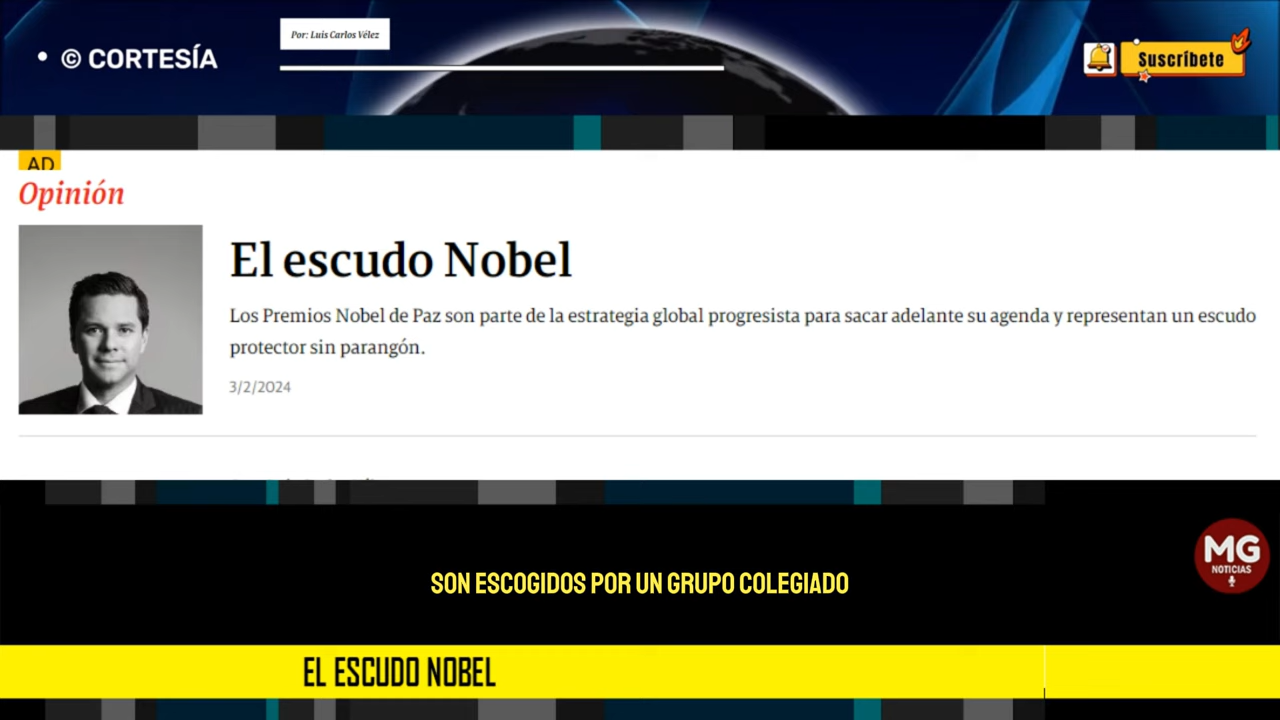 • © CORTESÍA
Por: Luis Carlos Vélez
Suscríbete
AD
Opinión
El escudo Nobel
Los Premios Nobel de Paz son parte de la estrategia global progresista para sacar adelante su agenda y representan un escudo
protector sin parangón.
3/2/2024
MG
NOTICIAS
SON ESCOGIDOS POR UN GRUPO COLEGIADO
EL ESCUDO NOBEL